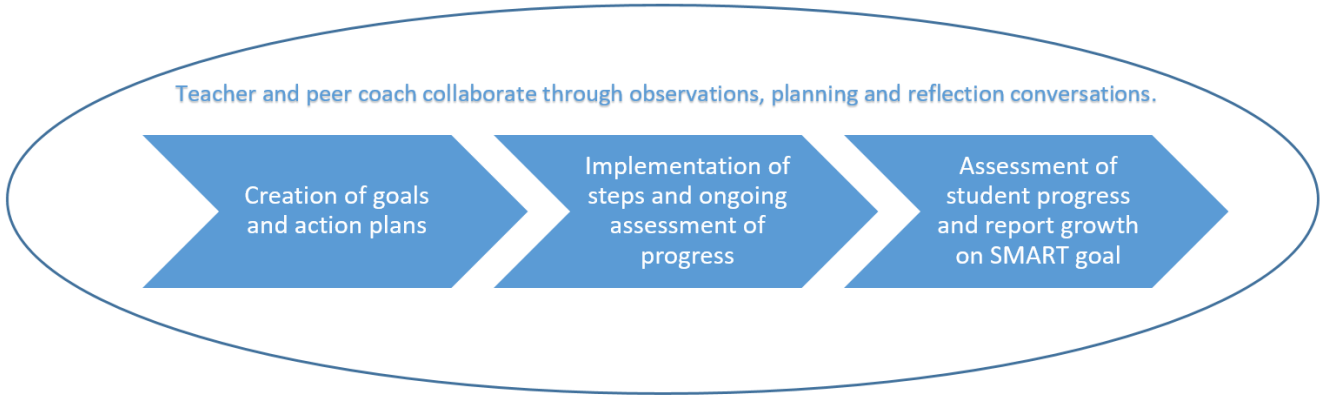 Teacher and peer coach collaborate through observations, planning and reflection conversations.
Creation of goals
and action plans
Implementation of
steps and ongoing
assessment of
progress
Assessment of
student progress
and report growth
on SMART goal